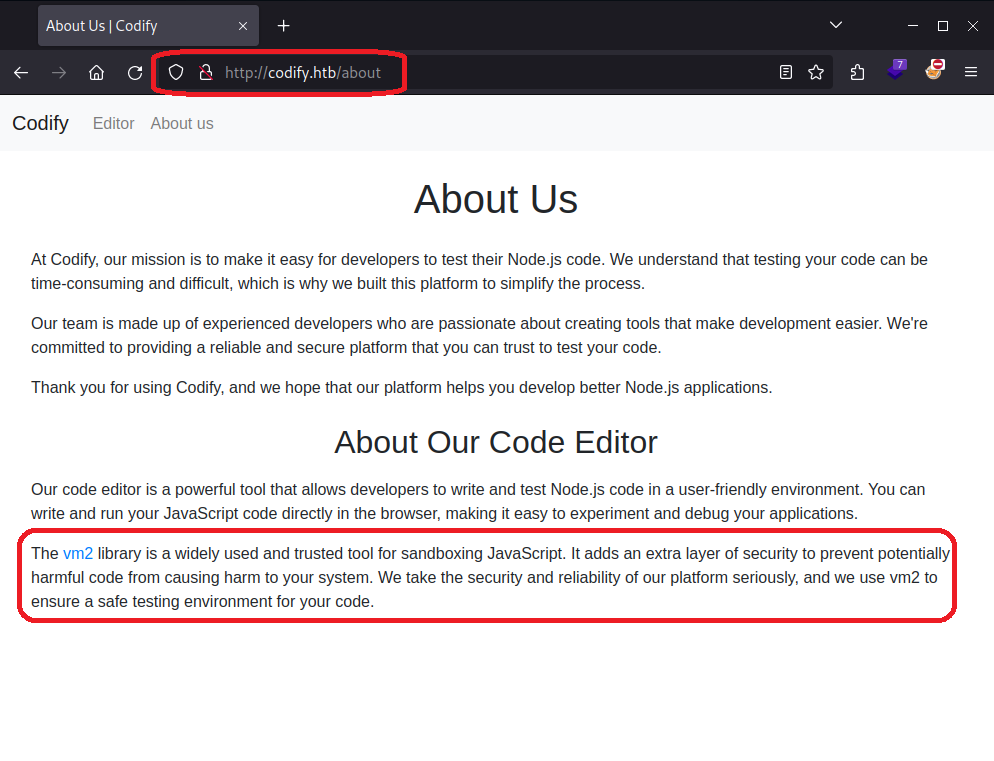 About Us | Codify
http://codify.htb/about
7
Codify Editor About us
About Us
At Codify, our mission is to make it easy for developers to test their Node.js code. We understand that testing your code can be
time-consuming and difficult, which is why we built this platform to simplify the process.
Our team is made up of experienced developers who are passionate about creating tools that make development easier. We're
committed to providing a reliable and secure platform that you can trust to test your code.
Thank you for using Codify, and we hope that our platform helps you develop better Node.js applications.
About Our Code Editor
Our code editor is a powerful tool that allows developers to write and test Node.js code in a user-friendly environment. You can
write and run your JavaScript code directly in the browser, making it easy to experiment and debug your applications.
The vm2 library is a widely used and trusted tool for sandboxing JavaScript. It adds an extra layer of security to prevent potentially
harmful code from causing harm to your system. We take the security and reliability of our platform seriously, and we use vm2 to
ensure a safe testing environment for your code.